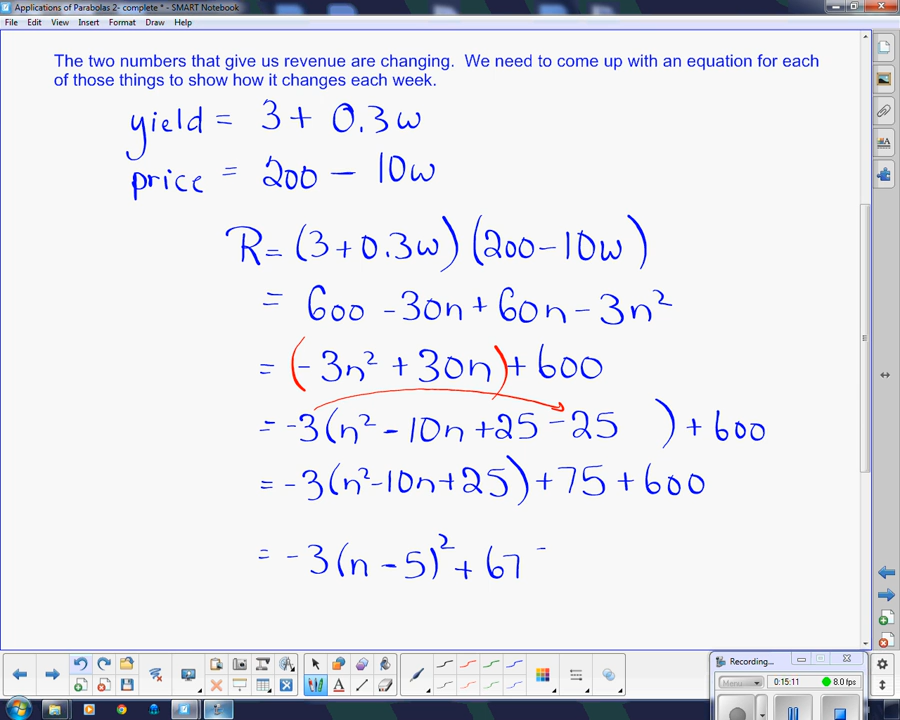 Applications of Parabolas 2- complete * - SMART Notebook
File Edit View Insert Format Draw Help
The two numbers that give us revenue are changing. We need to come up with an equation for each
of those things to show how it changes each week.
yield = 3 + 0.3w
price = 200 - 10w
R = (3+0.3w) (200-10w)
= 600 - 30n + 60n - 3n²
= (-3n² + 30n) + 600
= -3(n² - 10n + 25 - 25 ) + 600
= -3(n² - 10n + 25) + 75 + 600
= -3(n - 5)² + 67
Recording...
Menu
0:15:11 8.0 fps